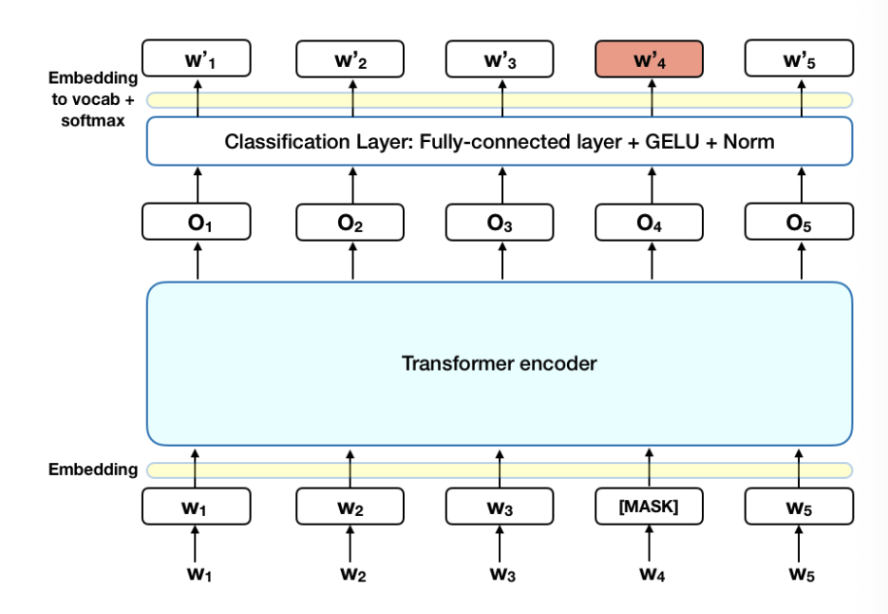 w’₁ w’₂ w’₃ w’₄ w’₅
Embedding
to vocab +
softmax
Classification Layer: Fully-connected layer + GELU + Norm
O₁ O₂ O₃ O₄ O₅
Transformer encoder
Embedding
w₁ w₂ w₃ [MASK] w₅
w₁ w₂ w₃ w₄ w₅